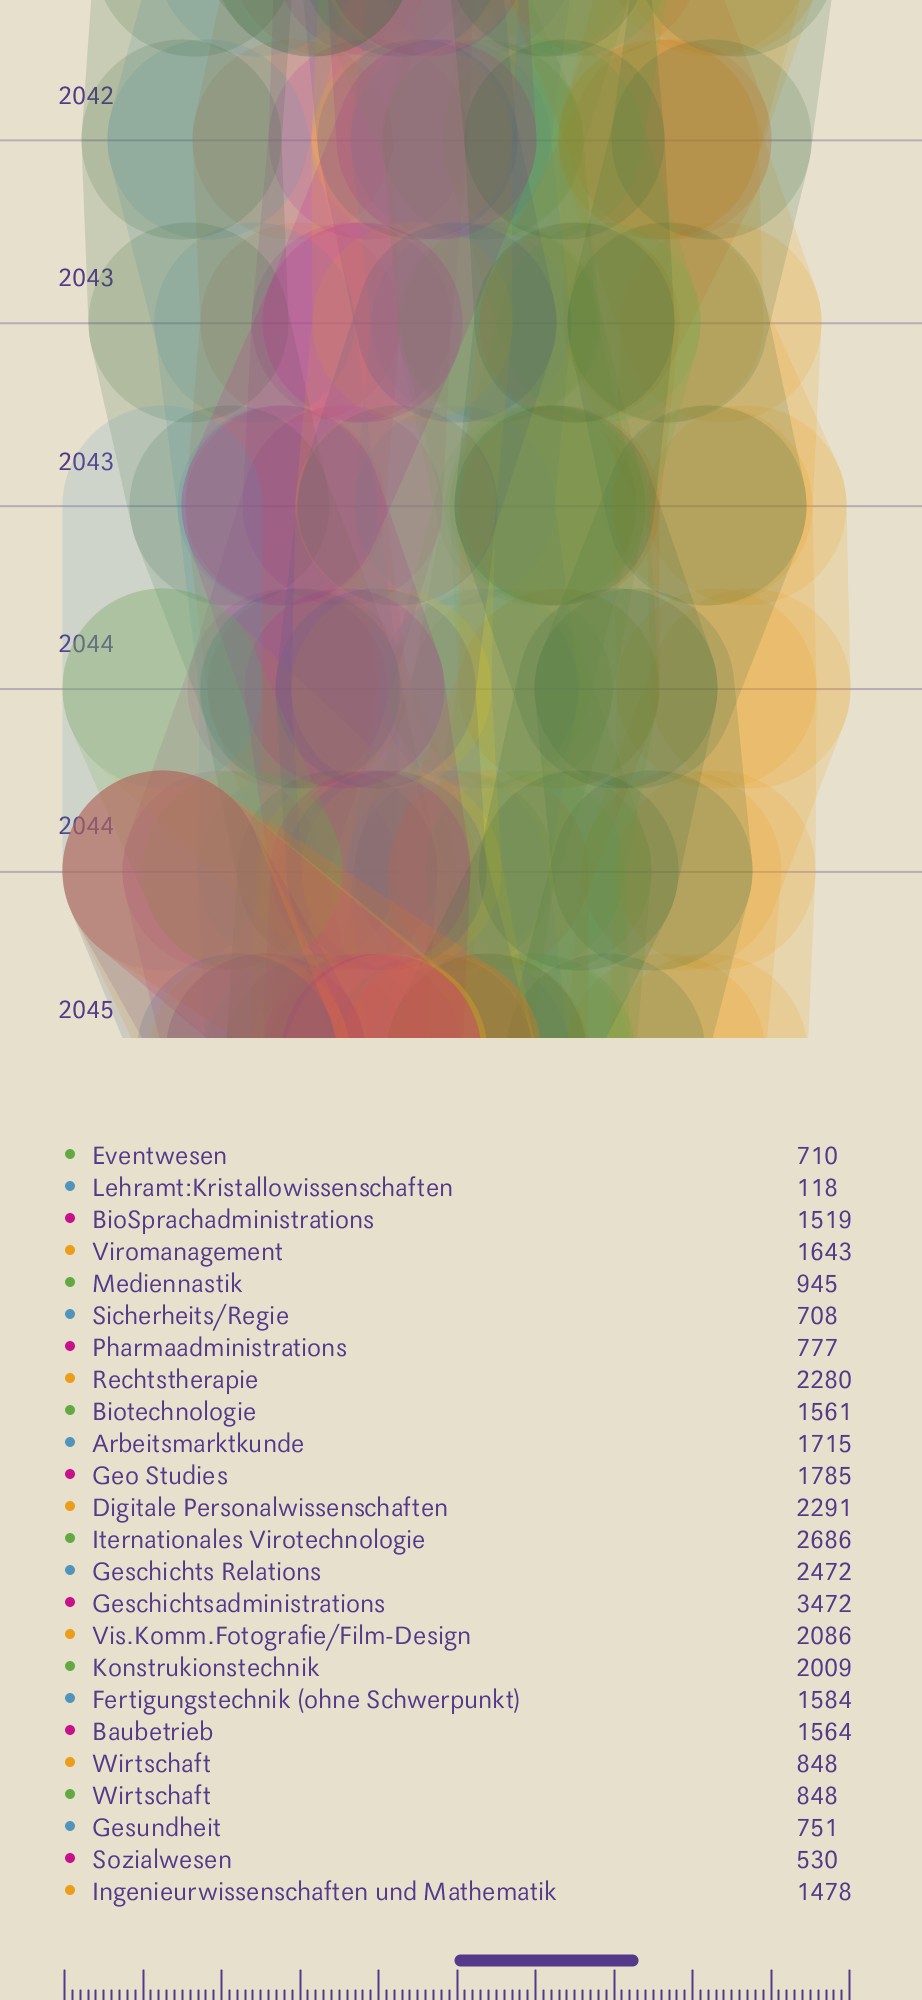 2042
2043
2043
2044
2044
2045
Eventwesen 710
Lehramt:Kristallowissenschaften 118
BioSprachadministrations 1519
Viromanagement 1643
Mediennastik 945
Sicherheits/Regie 708
Pharmaadministrations 777
Rechtstherapie 2280
Biotechnologie 1561
Arbeitsmarktkunde 1715
Geo Studies 1785
Digitale Personalwissenschaften 2291
Iternationales Virotechnologie 2686
Geschichts Relations 2472
Geschichtsadministrations 3472
Vis.Komm.Fotografie/Film-Design 2086
Konstrukionstechnik 2009
Fertigungstechnik (ohne Schwerpunkt) 1584
Baubetrieb 1564
Wirtschaft 848
Wirtschaft 848
Gesundheit 751
Sozialwesen 530
Ingenieurwissenschaften und Mathematik 1478